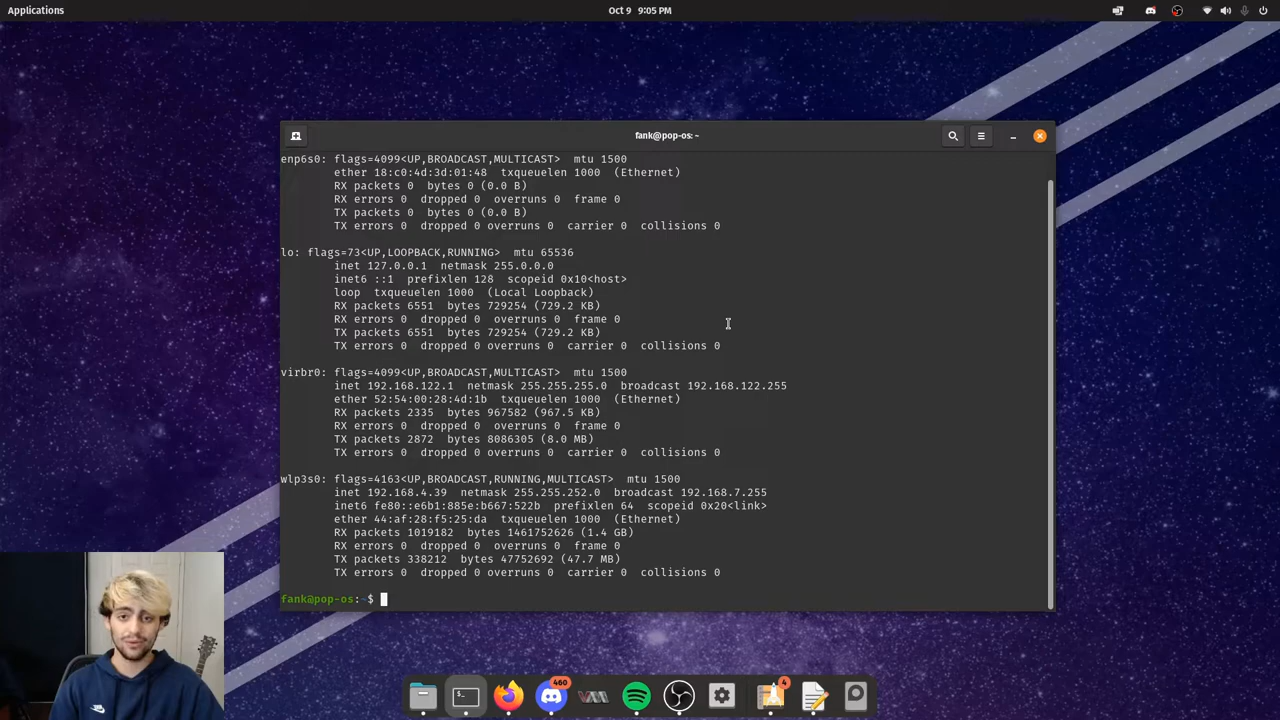 Applications
Oct 9 9:05 PM
fank@pop-os: ~
enp6s0: flags=4099<UP,BROADCAST,MULTICAST> mtu 1500
ether 18:c0:4d:3d:01:48 txqueuelen 1000 (Ethernet)
RX packets 0 bytes 0 (0.0 B)
RX errors 0 dropped 0 overruns 0 frame 0
TX packets 0 bytes 0 (0.0 B)
TX errors 0 dropped 0 overruns 0 carrier 0 collisions 0
lo: flags=73<UP,LOOPBACK,RUNNING> mtu 65536
inet 127.0.0.1 netmask 255.0.0.0
inet6 ::1 prefixlen 128 scopeid 0x10<host>
loop txqueuelen 1000 (Local Loopback)
RX packets 6551 bytes 729254 (729.2 KB)
RX errors 0 dropped 0 overruns 0 frame 0
TX packets 6551 bytes 729254 (729.2 KB)
TX errors 0 dropped 0 overruns 0 carrier 0 collisions 0
virbr0: flags=4099<UP,BROADCAST,MULTICAST> mtu 1500
inet 192.168.122.1 netmask 255.255.255.0 broadcast 192.168.122.255
ether 52:54:00:28:4d:1b txqueuelen 1000 (Ethernet)
RX packets 2335 bytes 967582 (967.5 KB)
RX errors 0 dropped 0 overruns 0 frame 0
TX packets 2872 bytes 8086305 (8.0 MB)
TX errors 0 dropped 0 overruns 0 carrier 0 collisions 0
wlp3s0: flags=4163<UP,BROADCAST,RUNNING,MULTICAST> mtu 1500
inet 192.168.4.39 netmask 255.255.252.0 broadcast 192.168.7.255
inet6 fe80::e6b1:885e:b667:522b prefixlen 64 scopeid 0x20<link>
ether 44:af:28:f5:25:da txqueuelen 1000 (Ethernet)
RX packets 1019182 bytes 1461752626 (1.4 GB)
RX errors 0 dropped 0 overruns 0 frame 0
TX packets 338212 bytes 47752692 (47.7 MB)
TX errors 0 dropped 0 overruns 0 carrier 0 collisions 0
fank@pop-os:~$
460
4